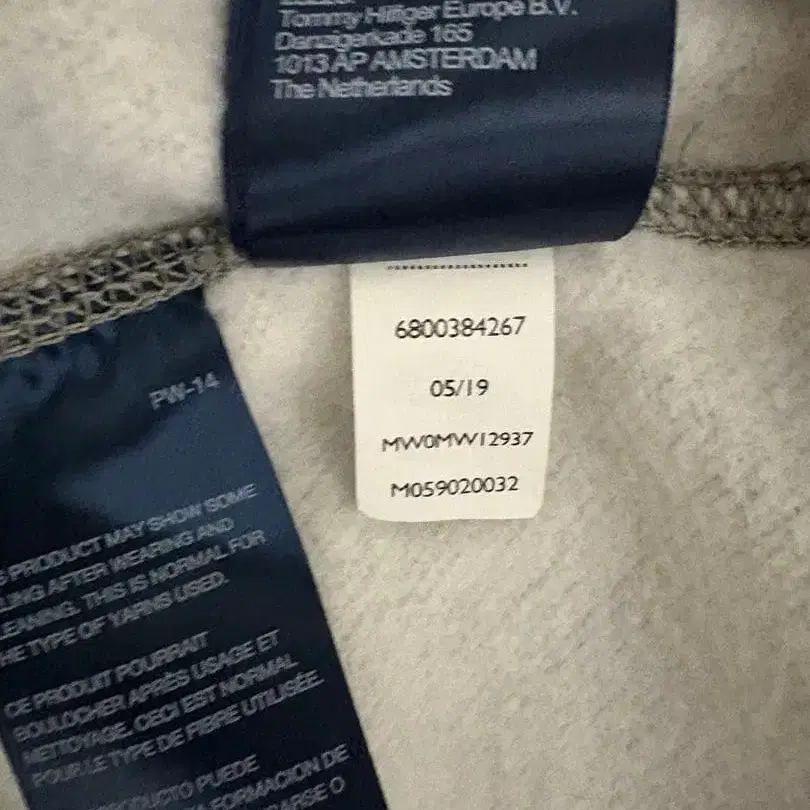 Tommy Hilfiger Europe B.V.
Danzigerkade 165
1013 AP AMSTERDAM
The Netherlands
6800384267
05/19
MW0MW12937
M059020032
PW-14
PRODUCT MAY SHOW SOME
AFTER WEARING AND
THIS IS NORMAL FOR
TYPE OF YARNS USED.
CE PRODUIT POURRAIT
BOULOCHER APRÈS USAGE ET
NETTOYAGE. CECI EST NORMAL
POUR LE TYPE DE FIBRE UTILISÉE.
PUEDE
FORMACION DE
O